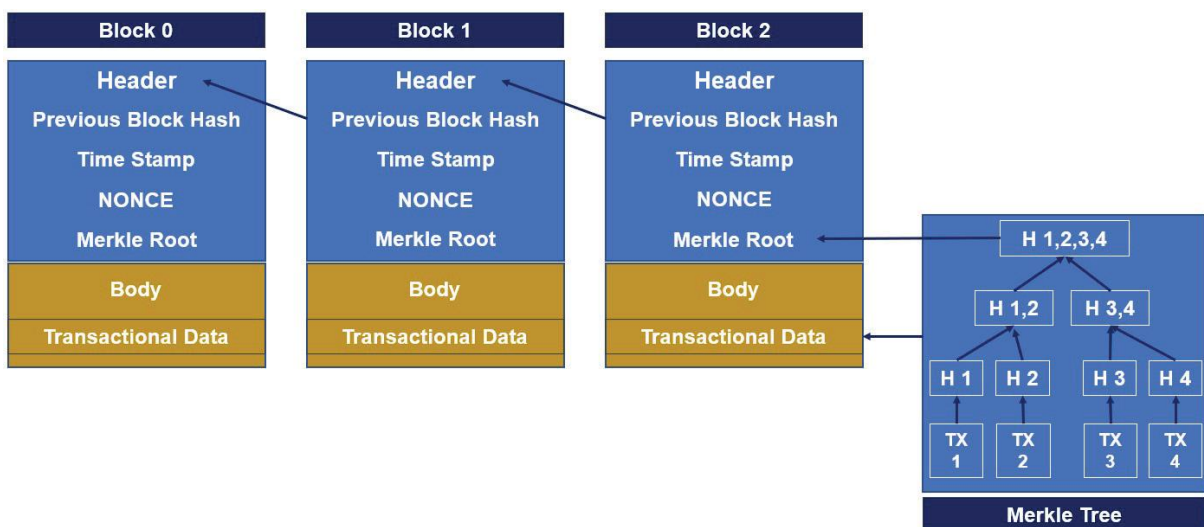 Block 0
Header
Previous Block Hash
Time Stamp
NONCE
Merkle Root
Body
Transactional Data
Block 1
Header
Previous Block Hash
Time Stamp
NONCE
Merkle Root
Body
Transactional Data
Block 2
Header
Previous Block Hash
Time Stamp
NONCE
Merkle Root
Body
Transactional Data
H 1,2,3,4
H 1,2
H 3,4
H 1
H 2
H 3
H 4
TX
1
TX
2
TX
3
TX
4
Merkle Tree